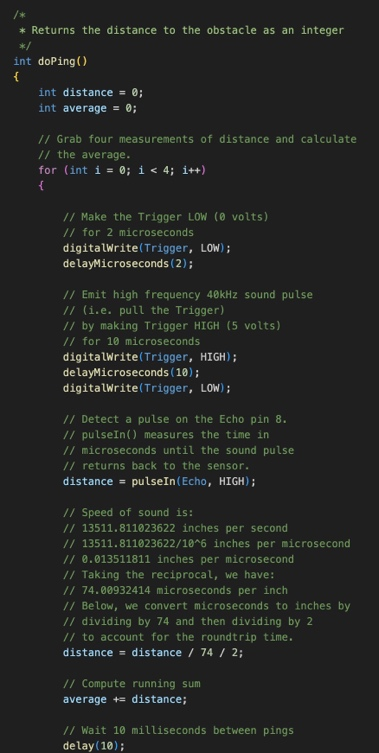 /*
 * Returns the distance to the obstacle as an integer
 */
int doPing()
{
    int distance = 0;
    int average = 0;

    // Grab four measurements of distance and calculate
    // the average.
    for (int i = 0; i < 4; i++)
    {

        // Make the Trigger LOW (0 volts)
        // for 2 microseconds
        digitalWrite(Trigger, LOW);
        delayMicroseconds(2);

        // Emit high frequency 40kHz sound pulse
        // (i.e. pull the Trigger)
        // by making Trigger HIGH (5 volts)
        // for 10 microseconds
        digitalWrite(Trigger, HIGH);
        delayMicroseconds(10);
        digitalWrite(Trigger, LOW);

        // Detect a pulse on the Echo pin 8.
        // pulseIn() measures the time in
        // microseconds until the sound pulse
        // returns back to the sensor.
        distance = pulseIn(Echo, HIGH);

        // Speed of sound is:
        // 13511.811023622 inches per second
        // 13511.811023622/10^6 inches per microsecond
        // 0.013511811 inches per microsecond
        // Taking the reciprocal, we have:
        // 74.00932414 microseconds per inch
        // Below, we convert microseconds to inches by
        // dividing by 74 and then dividing by 2
        // to account for the roundtrip time.
        distance = distance / 74 / 2;

        // Compute running sum
        average += distance;

        // Wait 10 milliseconds between pings
        delay(10);